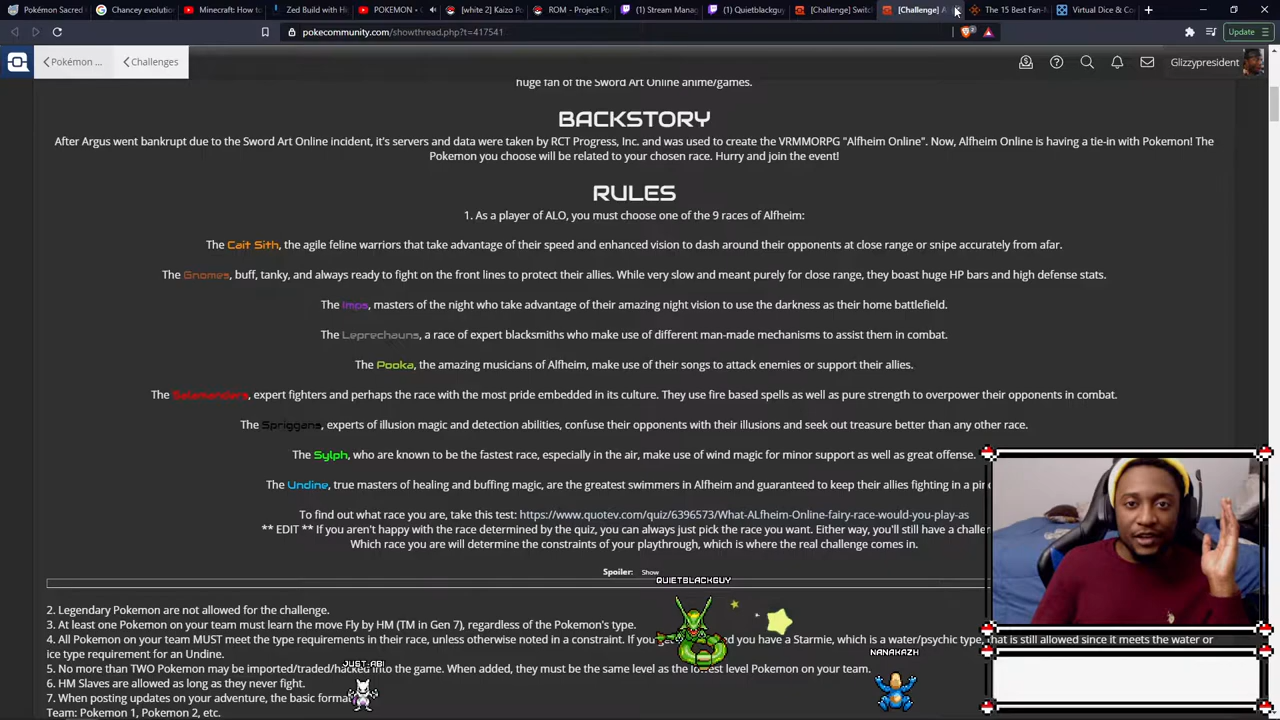 Pokémon Sacred
Chancey evolution
Minecraft: How to
Zed Build with Hi
POKEMON •
[white 2] Kaizo Po
ROM - Project Po
(1) Stream Manag
(1) Quietblackguy
[Challenge] Switc
[Challenge] A
The 15 Best Fan-M
Virtual Dice & Co
pokecommunity.com/showthread.php?t=417541
Update
Pokémon ...
Challenges
Glizzypresident
huge fan of the Sword Art Online anime/games.
BACKSTORY
After Argus went bankrupt due to the Sword Art Online incident, it's servers and data were taken by RCT Progress, Inc. and was used to create the VRMMORPG "Alfheim Online". Now, Alfheim Online is having a tie-in with Pokemon! The
Pokemon you choose will be related to your chosen race. Hurry and join the event!
RULES
1. As a player of ALO, you must choose one of the 9 races of Alfheim:
The Cait Sith, the agile feline warriors that take advantage of their speed and enhanced vision to dash around their opponents at close range or snipe accurately from afar.
The Gnomes, buff, tanky, and always ready to fight on the front lines to protect their allies. While very slow and meant purely for close range, they boast huge HP bars and high defense stats.
The Imps, masters of the night who take advantage of their amazing night vision to use the darkness as their home battlefield.
The Leprechauns, a race of expert blacksmiths who make use of different man-made mechanisms to assist them in combat.
The Pooka, the amazing musicians of Alfheim, make use of their songs to attack enemies or support their allies.
The Salamanders, expert fighters and perhaps the race with the most pride embedded in its culture. They use fire based spells as well as pure strength to overpower their opponents in combat.
The Spriggans, experts of illusion magic and detection abilities, confuse their opponents with their illusions and seek out treasure better than any other race.
The Sylph, who are known to be the fastest race, especially in the air, make use of wind magic for minor support as well as great offense.
The Undine, true masters of healing and buffing magic, are the greatest swimmers in Alfheim and guaranteed to keep their allies fighting in a
To find out what race you are, take this test: https://www.quotev.com/quiz/6396573/What-ALfheim-Online-fairy-race-would-you-play-as
** EDIT ** If you aren't happy with the race determined by the quiz, you can always just pick the race you want. Either way, you'll still have a
Which race you are will determine the constraints of your playthrough, which is where the real challenge comes in.
Spoiler: Show
QUIETBLACKGUY
2. Legendary Pokemon are not allowed for the challenge.
3. At least one Pokemon on your team must learn the move Fly by HM (TM in Gen 7), regardless of the Pokemon's type.
4. All Pokemon on your team MUST meet the type requirements in their race, unless otherwise noted in a constraint. If you d you have a Starmie, which is a water/psychic type, that is still allowed since it meets the water or
ice type requirement for an Undine.
NANAKAZH
JUST-ABI
5. No more than TWO Pokemon may be imported/traded/hacked into the game. When added, they must be the same level as the lowest level Pokemon on your team.
6. HM Slaves are allowed as long as they never fight.
7. When posting updates on your adventure, the basic
Team: Pokemon 1, Pokemon 2, etc.